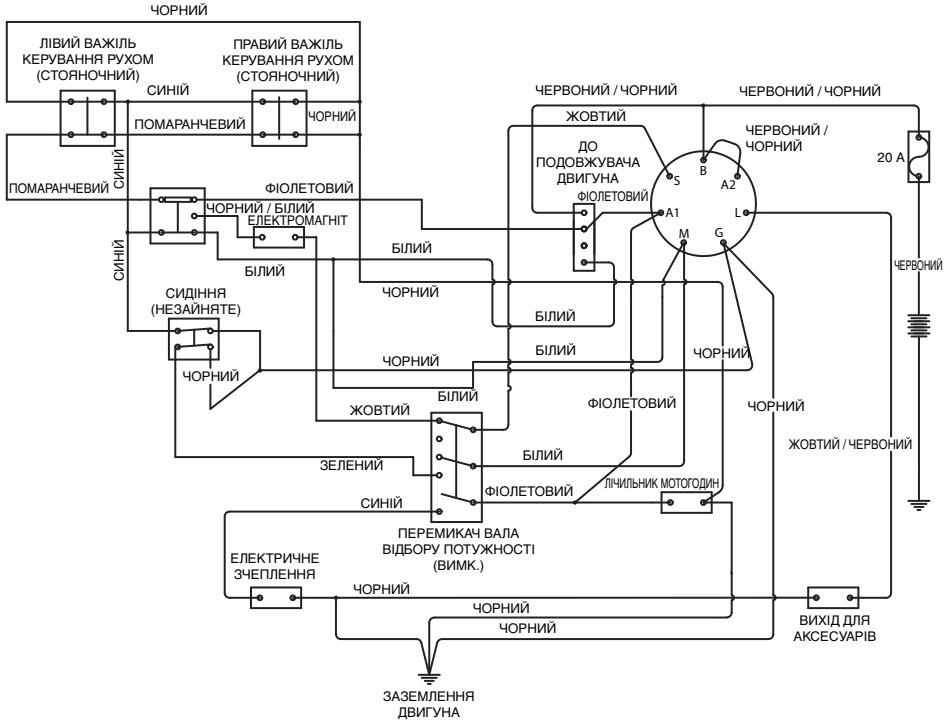 ЧОРНИЙ
ЛІВИЙ ВАЖІЛЬ
КЕРУВАННЯ РУХОМ
(СТОЯНОЧНИЙ)
ПРАВИЙ ВАЖІЛЬ
КЕРУВАННЯ РУХОМ
(СТОЯНОЧНИЙ)
СИНІЙ
ЧОРНИЙ
ПОМАРАНЧЕВИЙ
СИНІЙ
ПОМАРАНЧЕВИЙ
ФІОЛЕТОВИЙ
ЧОРНИЙ / БІЛИЙ
ЕЛЕКТРОМАГНІТ
БІЛИЙ
БІЛИЙ
СИНІЙ
ЧОРНИЙ
СИДІННЯ
(НЕЗАЙНЯТЕ)
ЧОРНИЙ
ЧЕРВОНИЙ / ЧОРНИЙ
ЧЕРВОНИЙ / ЧОРНИЙ
ЖОВТИЙ
ДО
ПОДОВЖУВАЧА
ДВИГУНА
ФІОЛЕТОВИЙ
ЧЕРВОНИЙ /
ЧОРНИЙ
20 A
B
S
A2
A1
L
M
G
ЧЕРВОНИЙ
БІЛИЙ
БІЛИЙ
ЧОРНИЙ
ЧОРНИЙ
БІЛИЙ
ФІОЛЕТОВИЙ
ЧОРНИЙ
ЖОВТИЙ
ЖОВТИЙ / ЧЕРВОНИЙ
ЗЕЛЕНИЙ
БІЛИЙ
ФІОЛЕТОВИЙ
ЛІЧИЛЬНИК МОТОГОДИН
СИНІЙ
ПЕРЕМИКАЧ ВАЛА
ВІДБОРУ ПОТУЖНОСТІ
(ВИМК.)
ЕЛЕКТРИЧНЕ
ЗЧЕПЛЕННЯ
ЧОРНИЙ
ЧОРНИЙ
ЧОРНИЙ
ВИХІД ДЛЯ
АКСЕСУАРІВ
ЗАЗЕМЛЕННЯ
ДВИГУНА